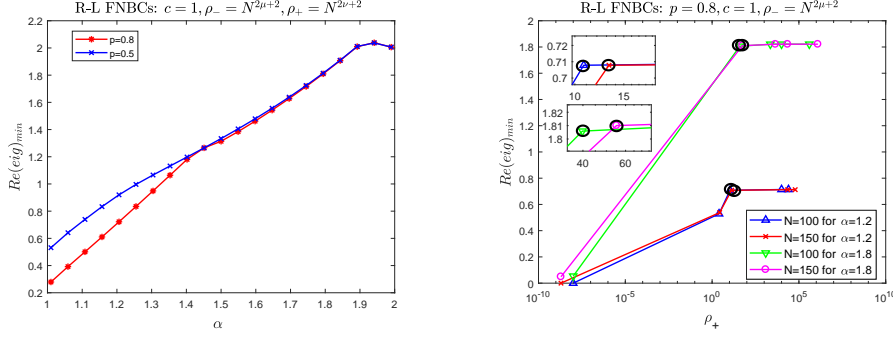 R-L FNBCs: c = 1, ρ₋ = N^{2μ+2}, ρ₊ = N^{2ν+2}
p=0.8
p=0.5
Re(eig)_{min}
2.2
2
1.8
1.6
1.4
1.2
1
0.8
0.6
0.4
0.2
1 1.1 1.2 1.3 1.4 1.5 1.6 1.7 1.8 1.9 2
α
R-L FNBCs: p = 0.8, c = 1, ρ₋ = N^{2μ+2}
Re(eig)_{min}
2
1.8
1.6
1.4
1.2
1
0.8
0.6
0.4
0.2
0
0.72
0.71
0.7
10 15
1.82
1.81
1.8
40 60
N=100 for α=1.2
N=150 for α=1.2
N=100 for α=1.8
N=150 for α=1.8
10^{-10} 10^{-5} 10^{0} 10^{5} 10^{10}
ρ₊